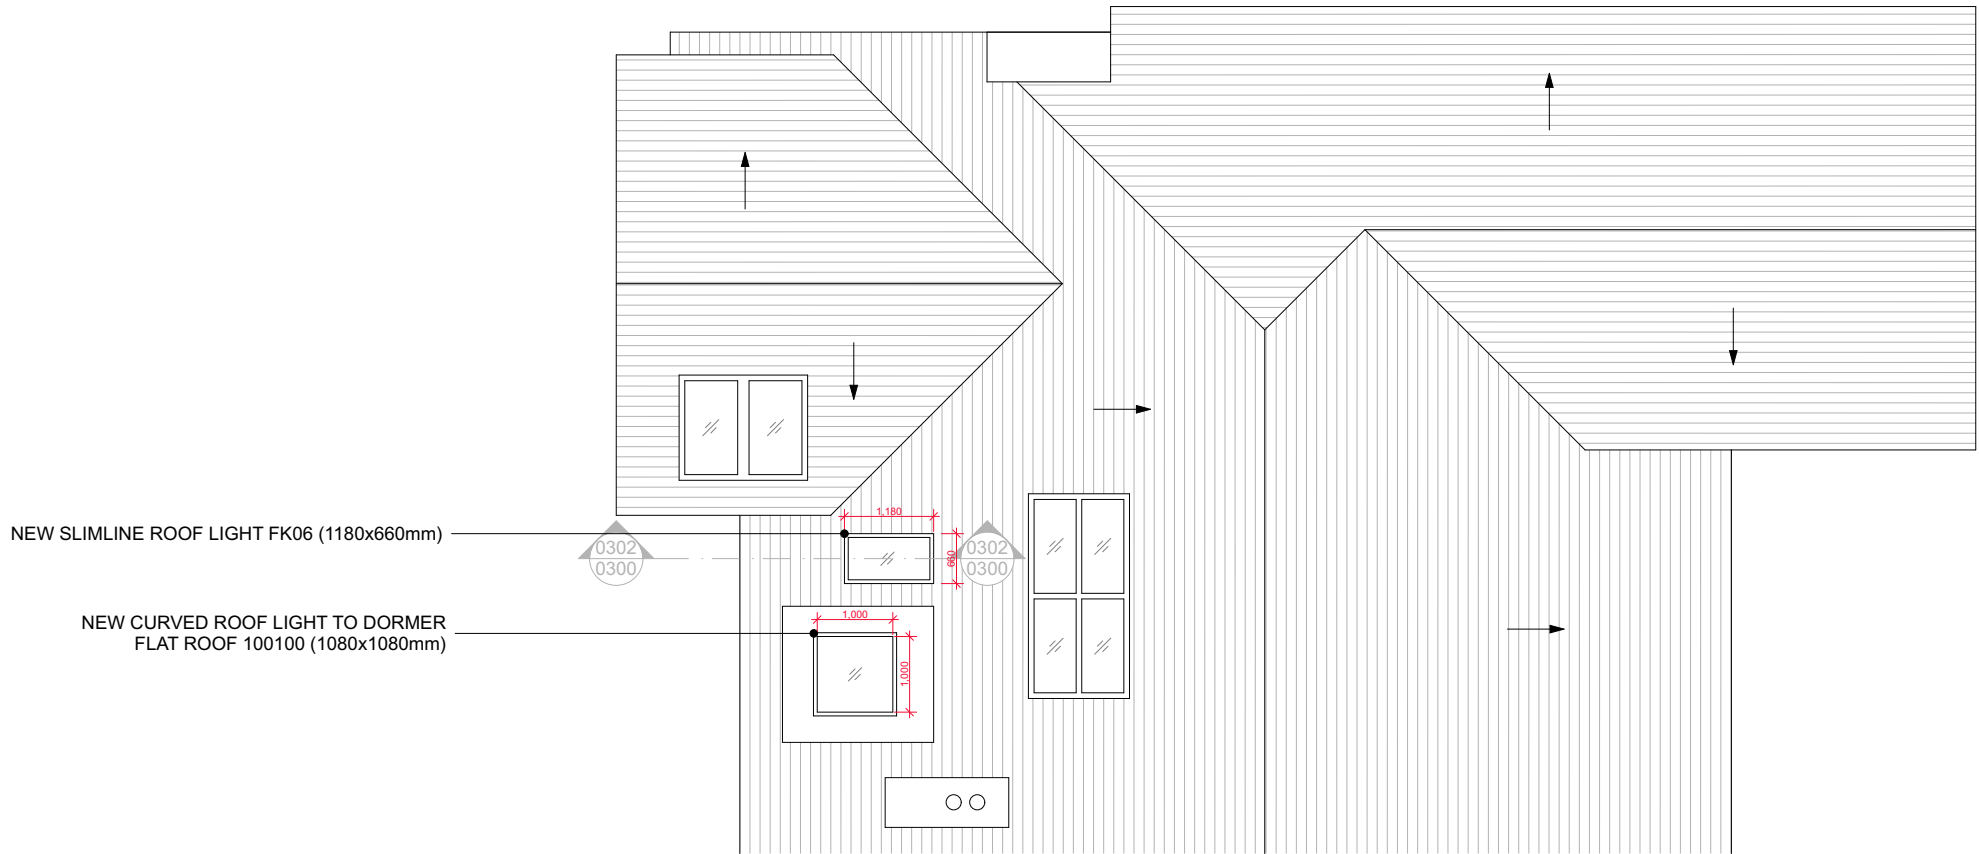 1,180
NEW SLIMLINE ROOF LIGHT FK06 (1180x660mm)
0302
0300
660
0302
0300
NEW CURVED ROOF LIGHT TO DORMER
FLAT ROOF 100100 (1080x1080mm)
1,000
1,000